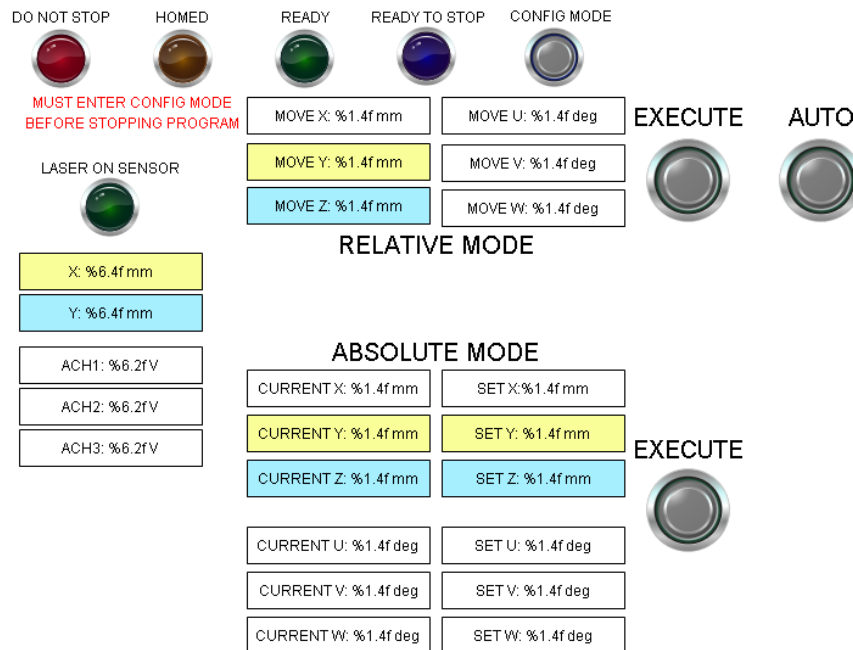 DO NOT STOP HOMED READY READY TO STOP CONFIG MODE
MUST ENTER CONFIG MODE
BEFORE STOPPING PROGRAM
MOVE X: %1.4f mm MOVE U: %1.4f deg EXECUTE AUTO
MOVE Y: %1.4f mm MOVE V: %1.4f deg
LASER ON SENSOR
MOVE Z: %1.4f mm MOVE W: %1.4f deg
RELATIVE MODE
X: %6.4f mm
Y: %6.4f mm
ABSOLUTE MODE
ACH1: %6.2f V
CURRENT X: %1.4f mm SET X:%1.4f mm
ACH2: %6.2f V
CURRENT Y: %1.4f mm SET Y: %1.4f mm
ACH3: %6.2f V
EXECUTE
CURRENT Z: %1.4f mm SET Z: %1.4f mm
CURRENT U: %1.4f deg SET U: %1.4f deg
CURRENT V: %1.4f deg SET V: %1.4f deg
CURRENT W: %1.4f deg SET W: %1.4f deg